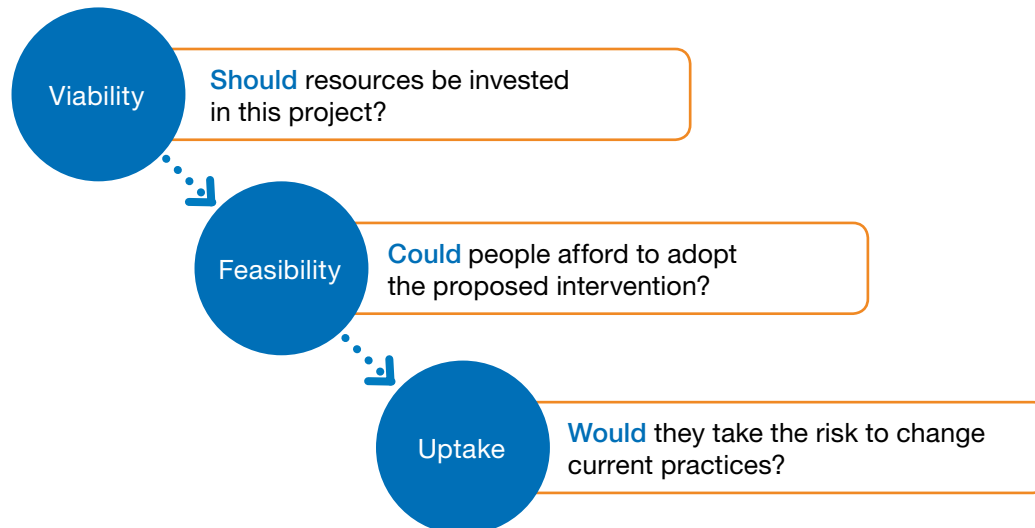 Viability
Should resources be invested
in this project?
Feasibility
Could people afford to adopt
the proposed intervention?
Uptake
Would they take the risk to change
current practices?